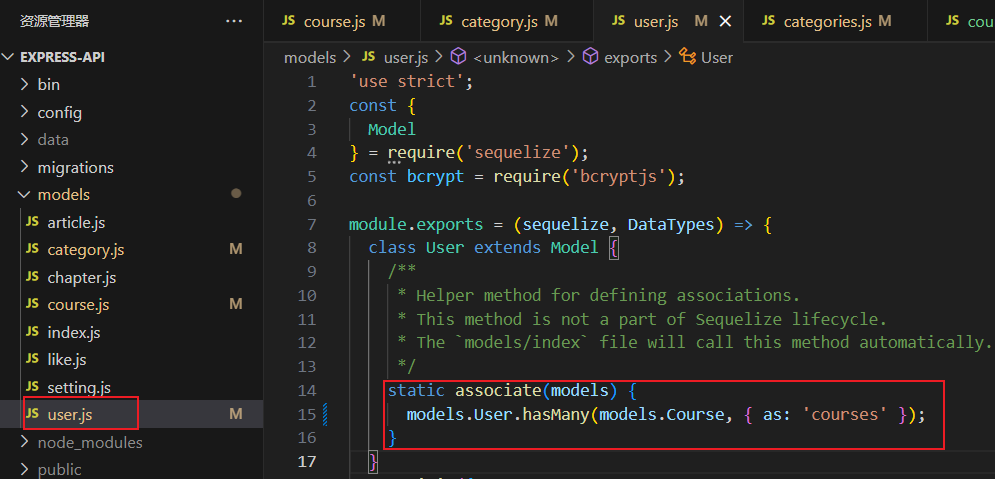 资源管理器 ···
JS course.js M
JS category.js M
JS user.js M
JS categories.js M
JS cou
EXPRESS-API
bin
config
data
migrations
models
JS article.js
JS category.js M
JS chapter.js
JS course.js M
JS index.js
JS like.js
JS setting.js
JS user.js M
node_modules
public
models > JS user.js > <unknown> > exports > User
1 'use strict';
2 const {
3 Model
4 } = require('sequelize');
5 const bcrypt = require('bcryptjs');
6
7 module.exports = (sequelize, DataTypes) => {
8 class User extends Model {
9 /**
10 * Helper method for defining associations.
11 * This method is not a part of Sequelize lifecycle.
12 * The `models/index` file will call this method automatically.
13 */
14 static associate(models) {
15 models.User.hasMany(models.Course, { as: 'courses' });
16 }
17 }